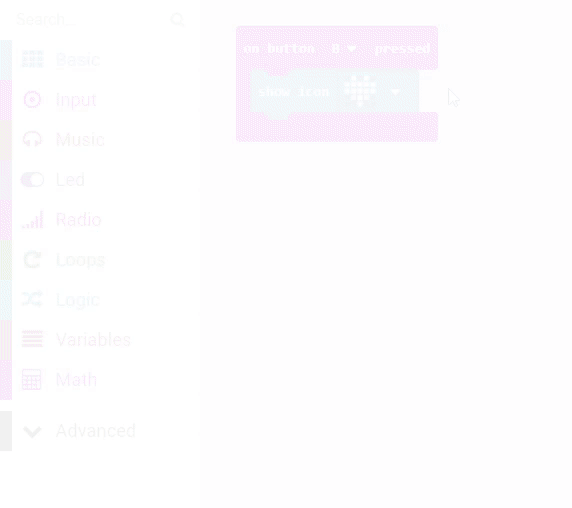 Search...
Basic
Input
Music
Led
Radio
Loops
Logic
Variables
Math
Advanced
on button B pressed
show icon